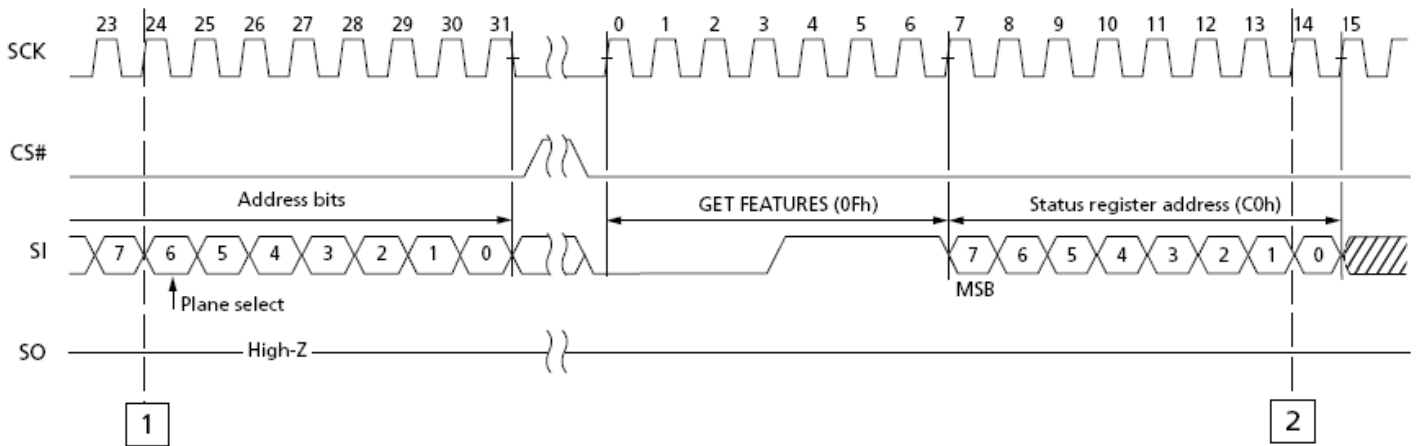 23 24 25 26 27 28 29 30 31 0 1 2 3 4 5 6 7 8 9 10 11 12 13 14 15
SCK
CS#
Address bits GET FEATURES (0Fh) Status register address (C0h)
SI 7 6 5 4 3 2 1 0 7 6 5 4 3 2 1 0
MSB
Plane select
SO High-Z
1 2